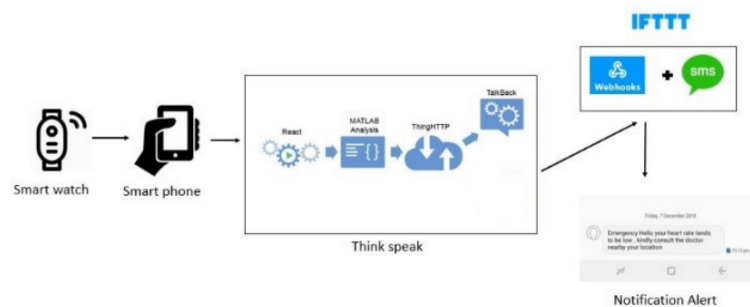 IFTTT
Webhooks
+
sms
TalkBack
MATLAB
Analysis
ThingHTTP
React
Smart watch
Smart phone
Think speak
Friday, 7 December 2018
Emergency Hello your heart rate tends
to be low . kindly consult the doctor
nearby your location
Notification Alert